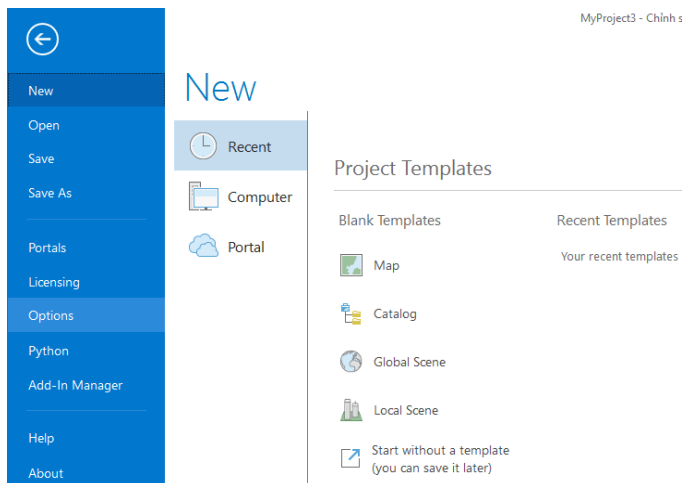 MyProject3 - Chỉnh s
New
New
Open
Save
Save As
Portals
Licensing
Options
Python
Add-In Manager
Help
About
Recent
Computer
Portal
Project Templates
Blank Templates
Map
Catalog
Global Scene
Local Scene
Start without a template
(you can save it later)
Recent Templates
Your recent templates